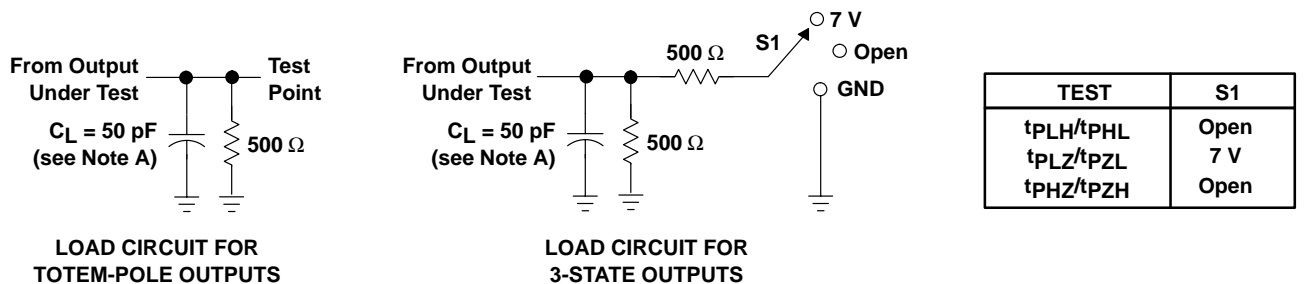 From Output
Under Test
Test
Point
C_L = 50 pF
(see Note A)
500 Ω
LOAD CIRCUIT FOR
TOTEM-POLE OUTPUTS
From Output
Under Test
500 Ω
S1
7 V
Open
GND
C_L = 50 pF
(see Note A)
500 Ω
LOAD CIRCUIT FOR
3-STATE OUTPUTS
TEST S1
tPLH/tPHL Open
tPLZ/tPZL 7 V
tPHZ/tPZH Open